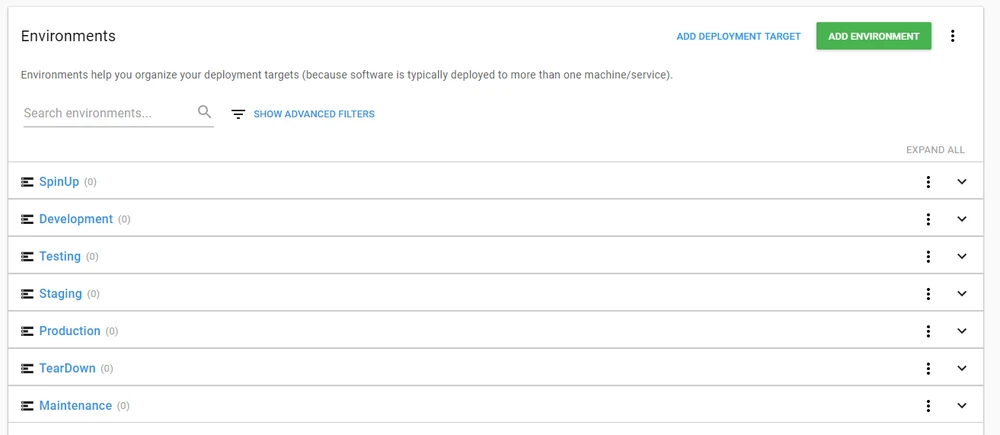 Environments
ADD DEPLOYMENT TARGET
ADD ENVIRONMENT
Environments help you organize your deployment targets (because software is typically deployed to more than one machine/service).
Search environments...
SHOW ADVANCED FILTERS
EXPAND ALL
SpinUp (0)
Development (0)
Testing (0)
Staging (0)
Production (0)
TearDown (0)
Maintenance (0)